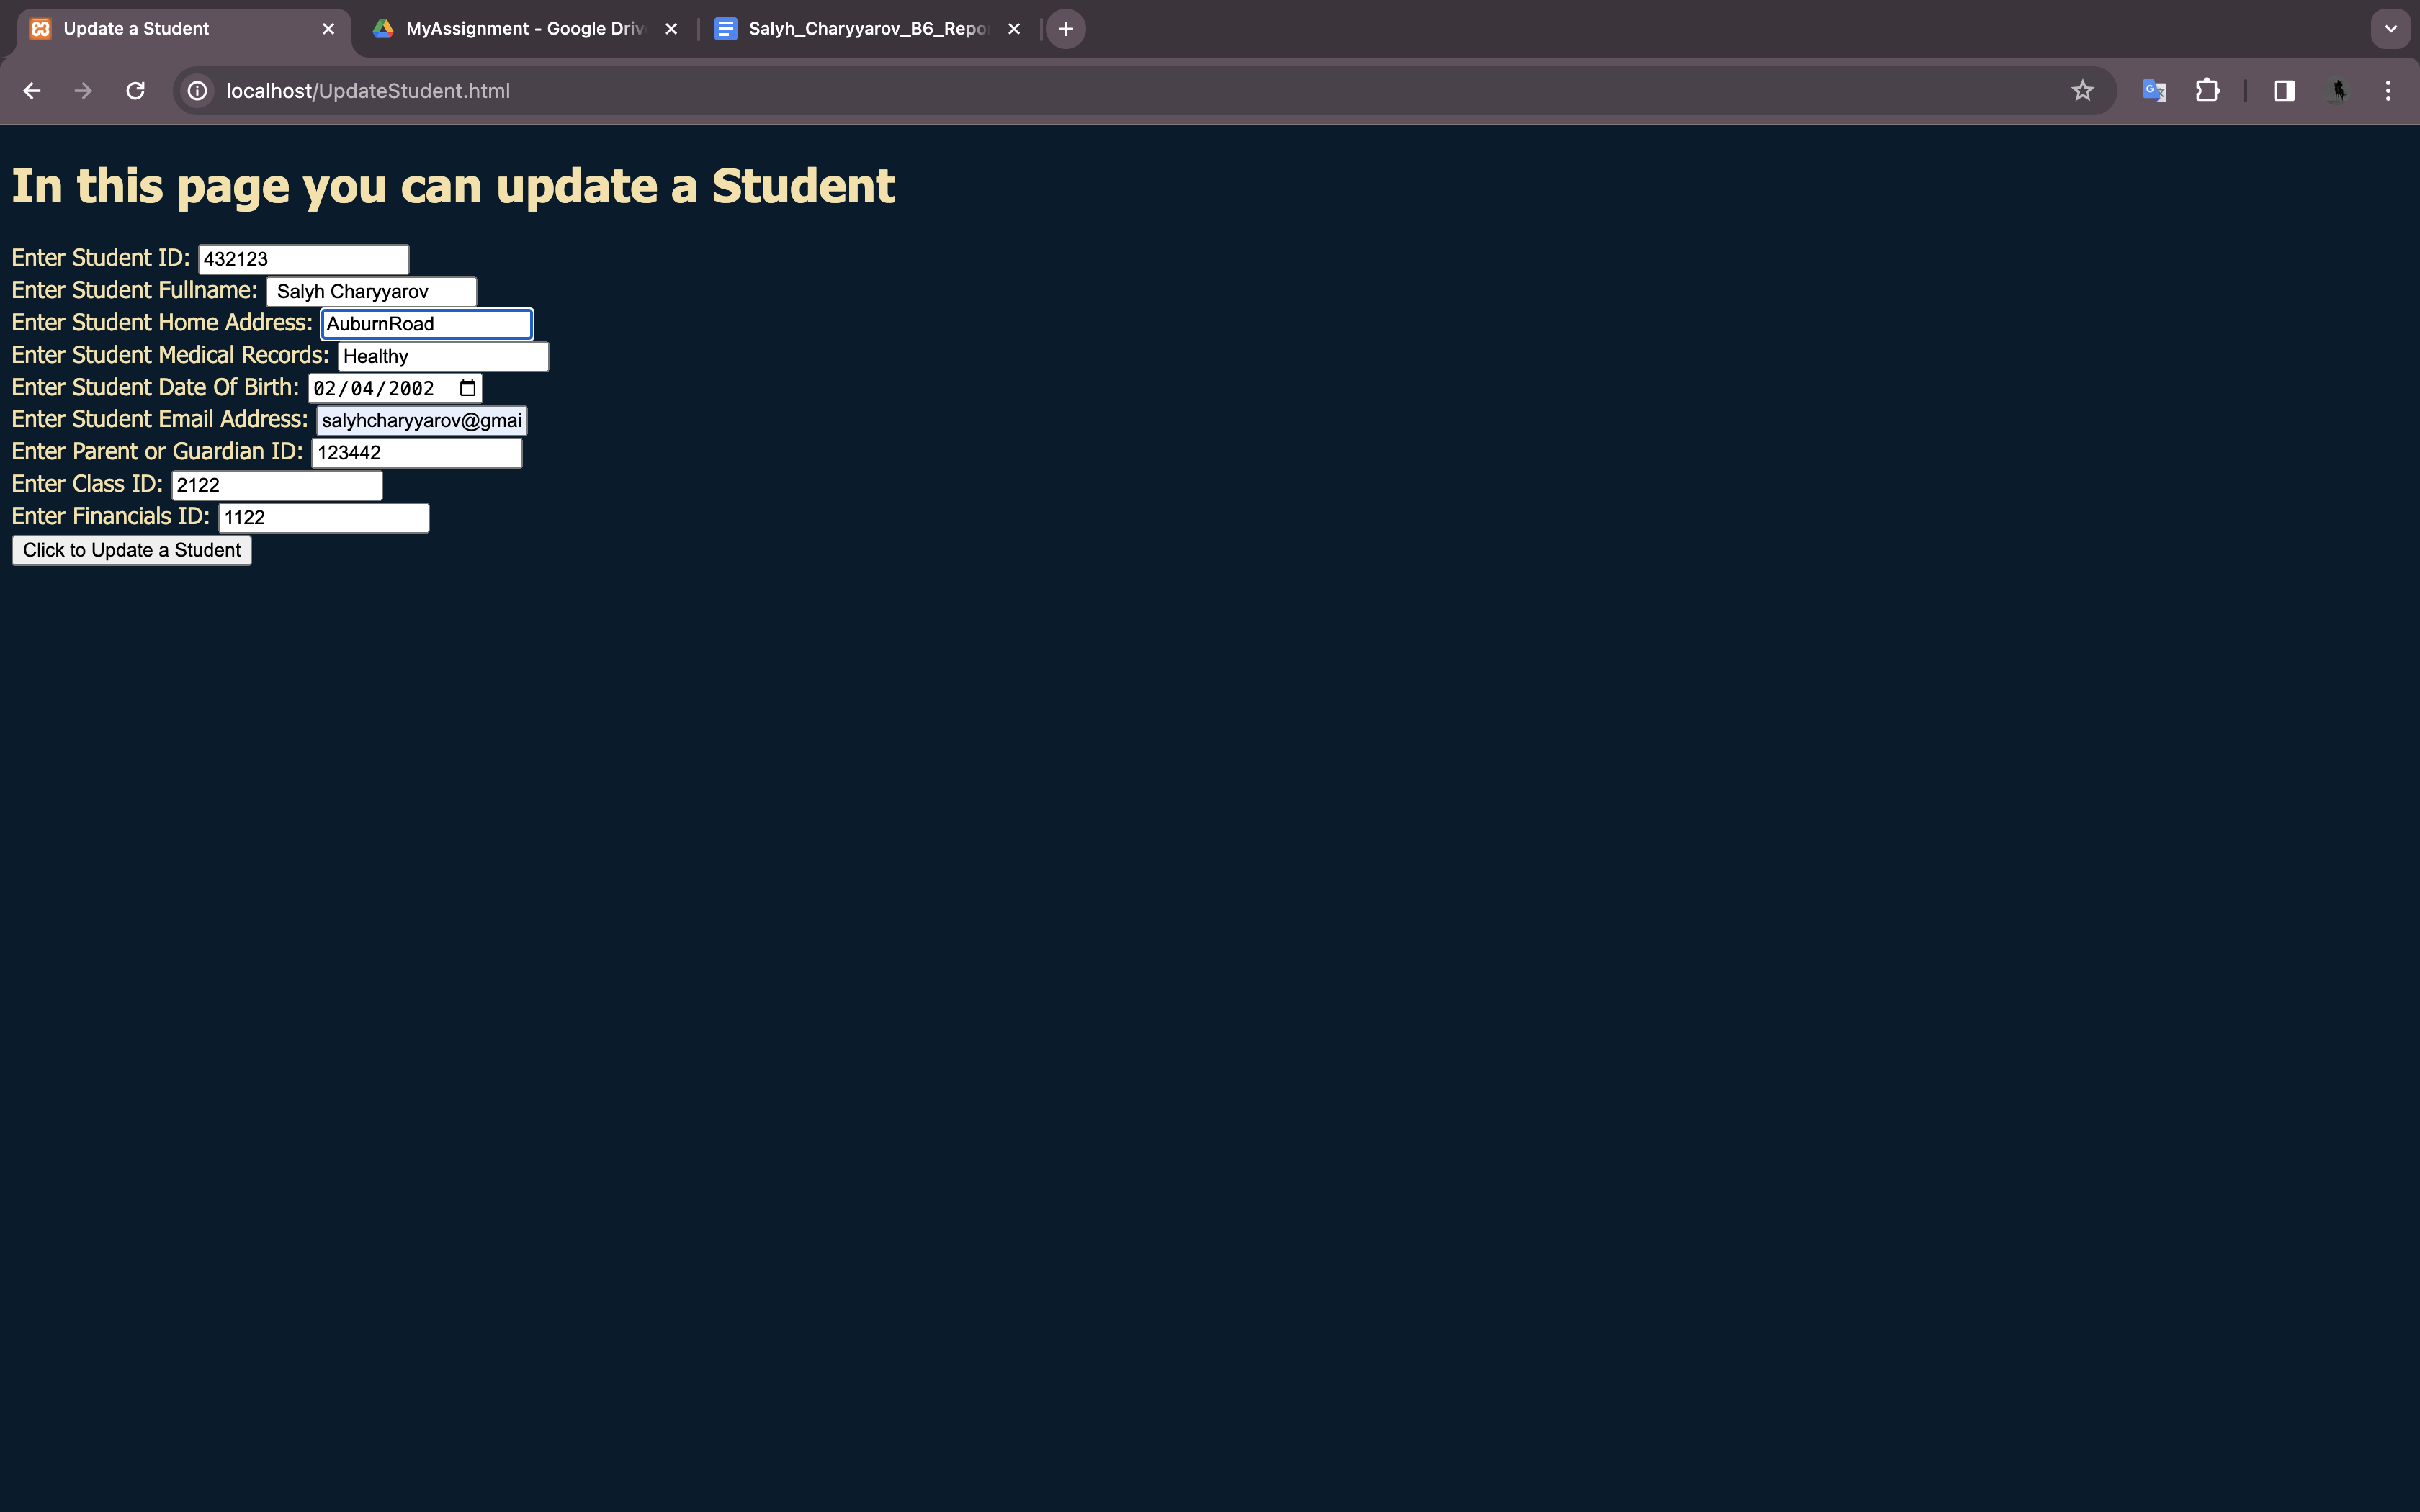 Update a Student
MyAssignment - Google Driv
Salyh_Charyyarov_B6_Repo
localhost/UpdateStudent.html
In this page you can update a Student
Enter Student ID: 432123
Enter Student Fullname: Salyh Charyyarov
Enter Student Home Address: AuburnRoad
Enter Student Medical Records: Healthy
Enter Student Date Of Birth: 02/04/2002
Enter Student Email Address: salyhcharyyarov@gmai
Enter Parent or Guardian ID: 123442
Enter Class ID: 2122
Enter Financials ID: 1122
Click to Update a Student